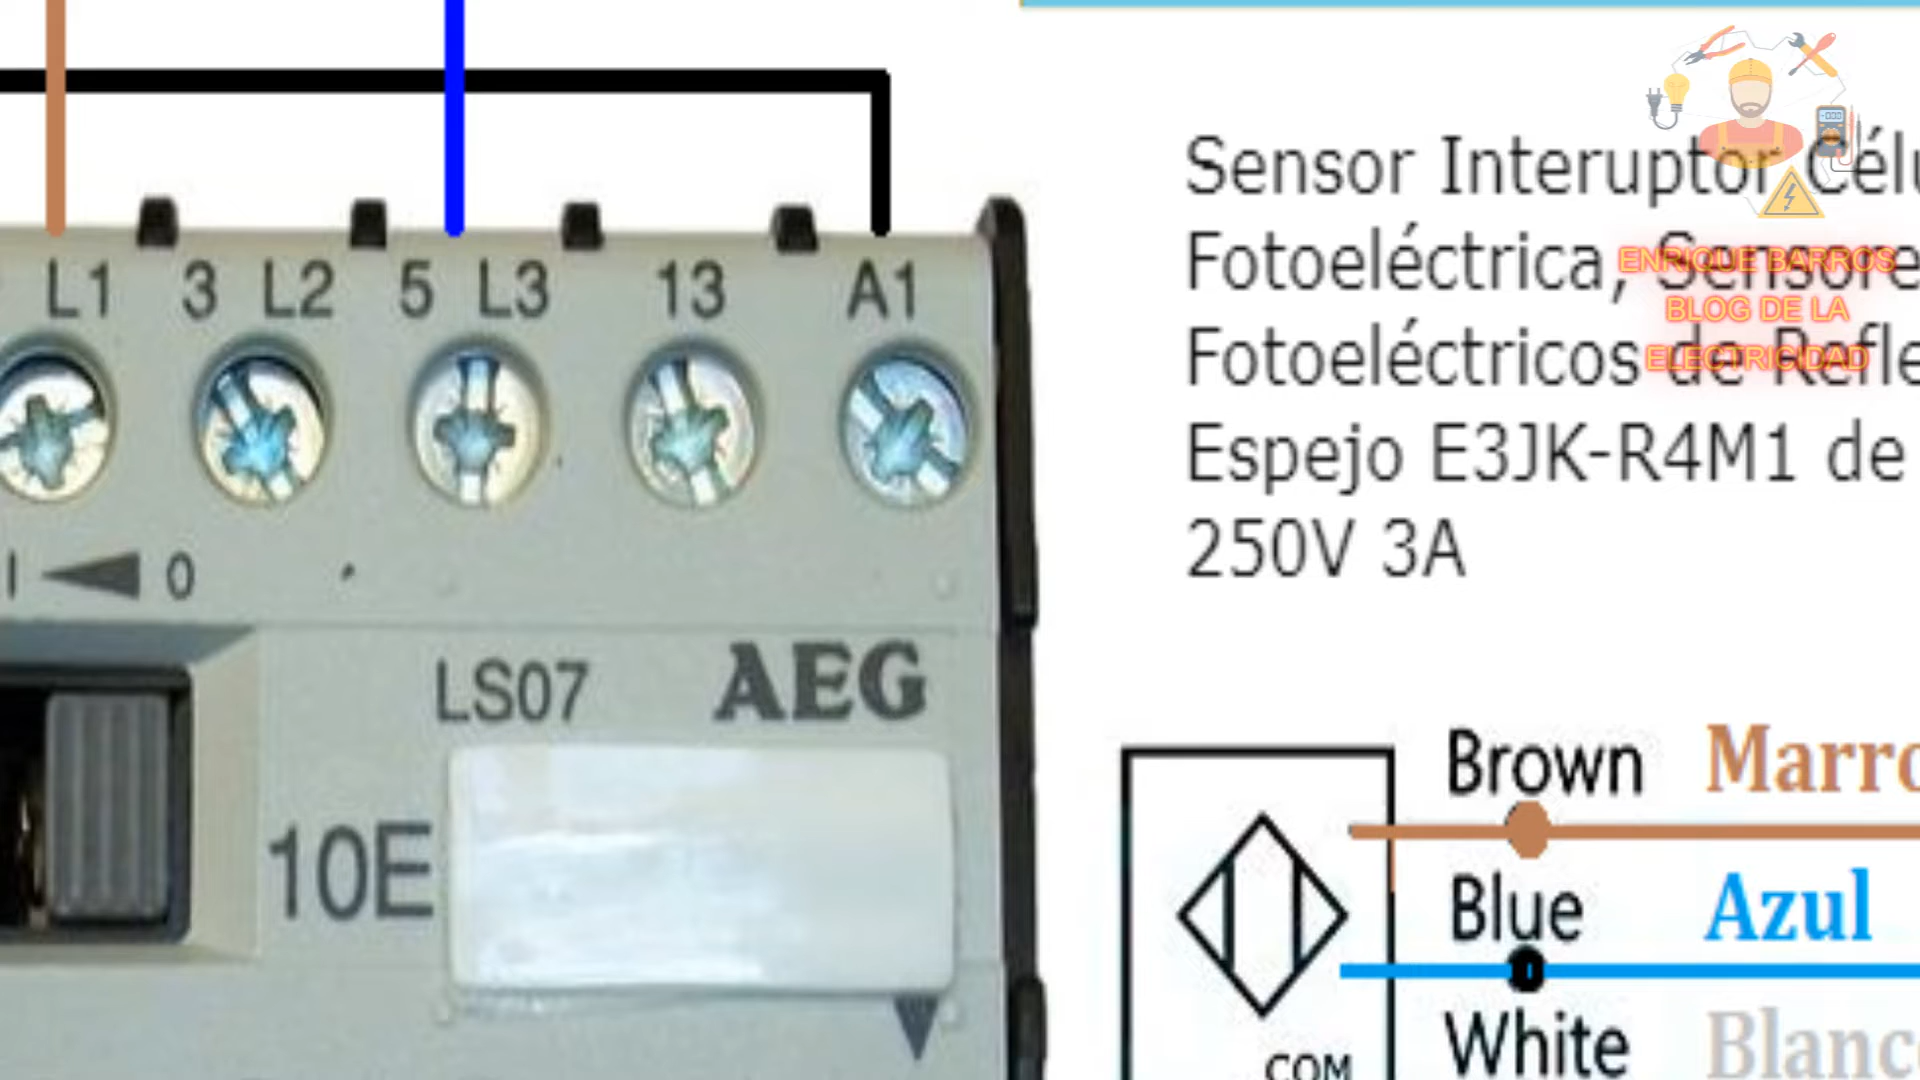 L1 3 L2 5 L3 13 A1
I 0
LS07 AEG
10E
Sensor Interuptor
Fotoeléctrica,
Fotoeléctricos de
Espejo E3JK-R4M1 de
250V 3A
ENRIQUE BARROS
BLOG DE LA
ELECTRICIDAD
Brown
Blue Azul
White
COM